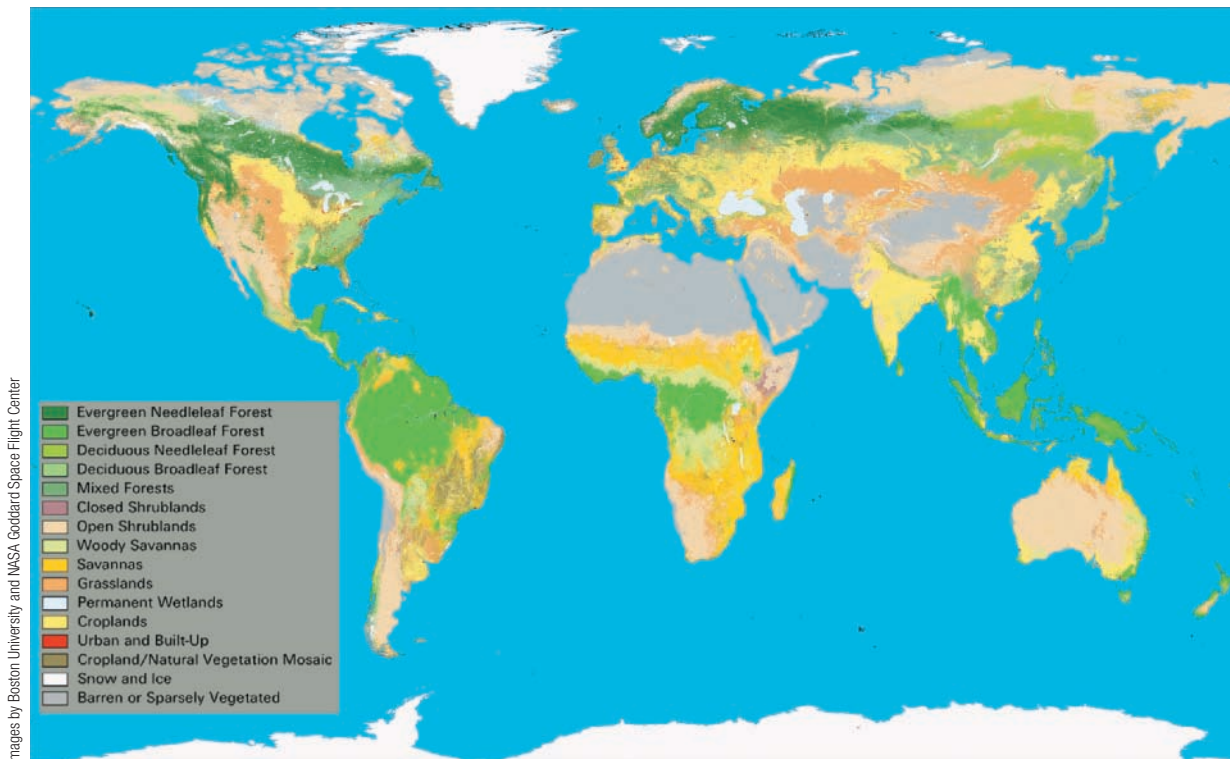 Evergreen Needleleaf Forest
Evergreen Broadleaf Forest
Deciduous Needleleaf Forest
Deciduous Broadleaf Forest
Mixed Forests
Closed Shrublands
Open Shrublands
Woody Savannas
Savannas
Grasslands
Permanent Wetlands
Croplands
Urban and Built-Up
Cropland/Natural Vegetation Mosaic
Snow and Ice
Barren or Sparsely Vegetated
mages by Boston University and NASA Goddard Space Flight Center